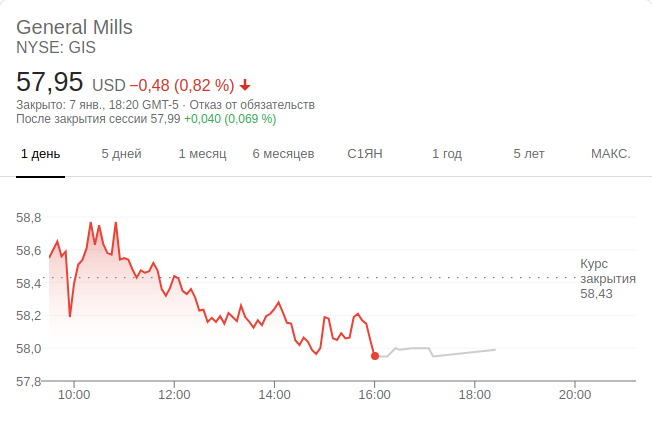 General Mills
NYSE: GIS
57,95 USD −0,48 (0,82 %)
Закрыто: 7 янв., 18:20 GMT-5 · Отказ от обязательств
После закрытия сессии 57,99 +0,040 (0,069 %)
1 день 5 дней 1 месяц 6 месяцев С1ЯН 1 год 5 лет МАКС.
58,8
58,6
58,4
58,2
58,0
57,8
Курс
закрытия
58,43
10:00 12:00 14:00 16:00 18:00 20:00